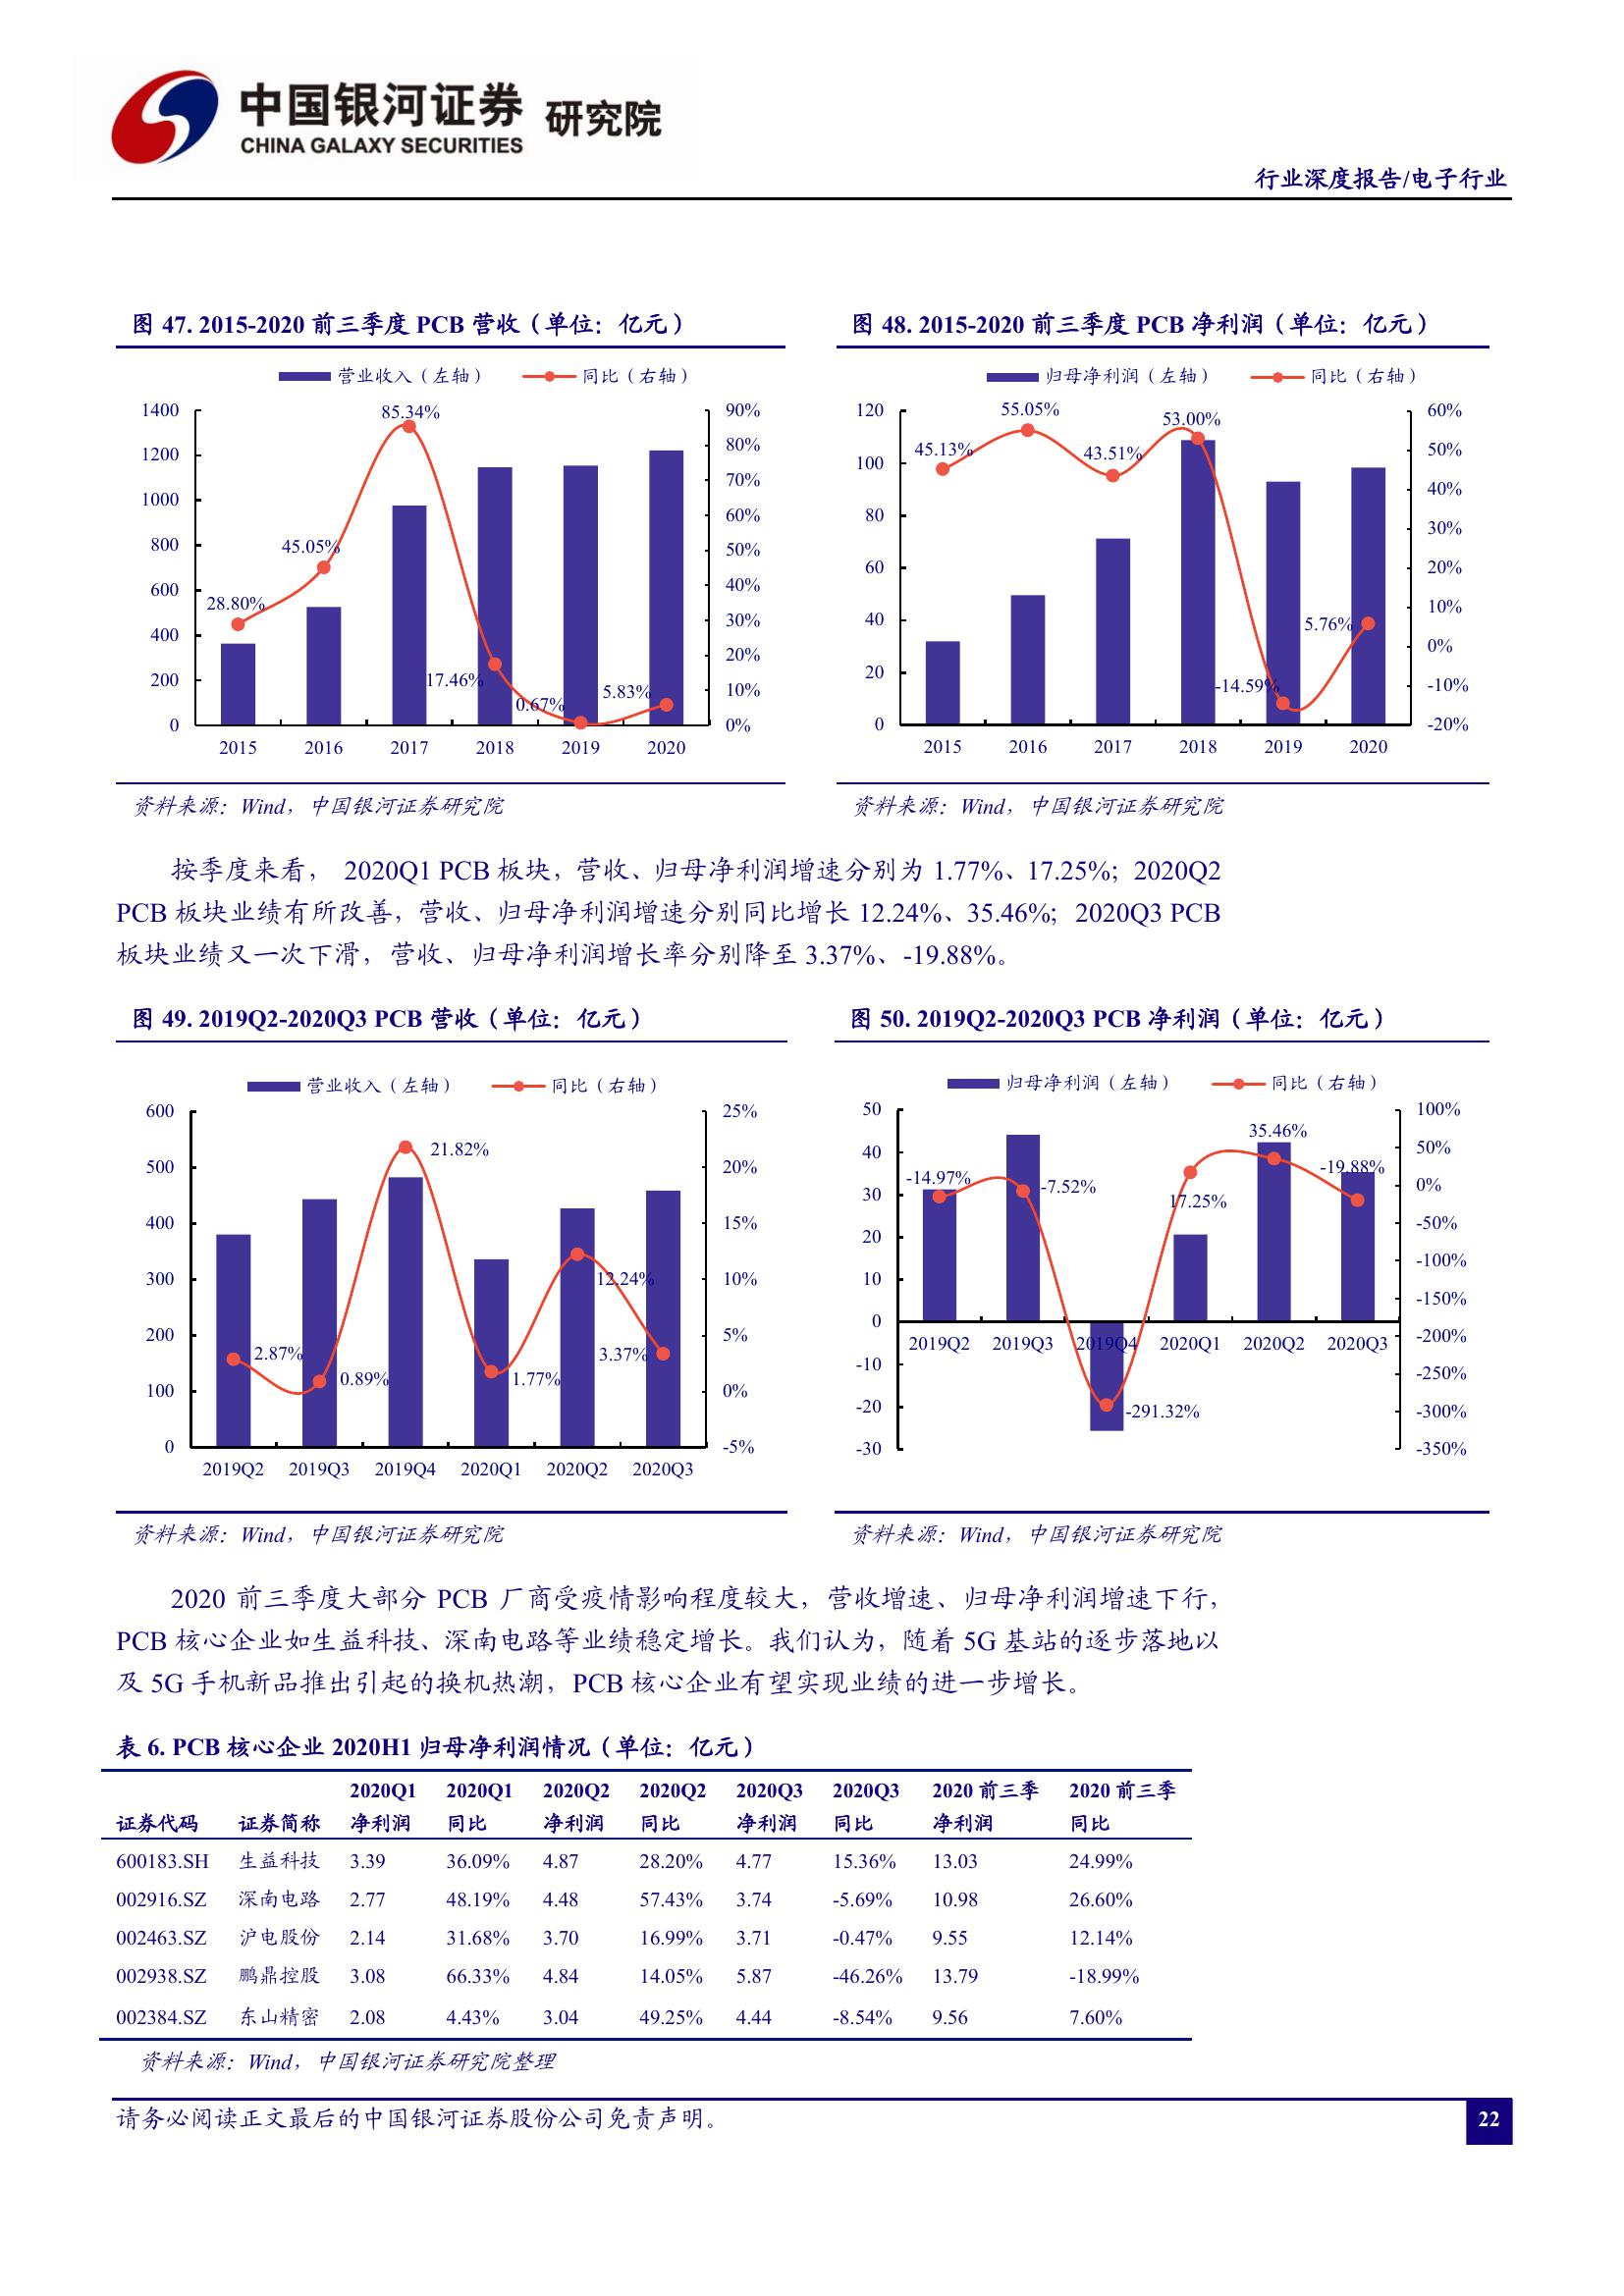 中国银河证券 研究院
CHINA GALAXY SECURITIES
行业深度报告/电子行业
图 47. 2015-2020 前三季度 PCB 营收（单位：亿元）
营业收入（左轴） 同比（右轴）
1400
1200
1000
800
600
400
200
0
90%
80%
70%
60%
50%
40%
30%
20%
10%
0%
28.80%
45.05%
85.34%
17.46%
0.67%
5.83%
2015 2016 2017 2018 2019 2020
资料来源：Wind，中国银河证券研究院
图 48. 2015-2020 前三季度 PCB 净利润（单位：亿元）
归母净利润（左轴） 同比（右轴）
120
100
80
60
40
20
0
60%
50%
40%
30%
20%
10%
0%
-10%
-20%
45.13%
55.05%
43.51%
53.00%
-14.59%
5.76%
2015 2016 2017 2018 2019 2020
资料来源：Wind，中国银河证券研究院
按季度来看， 2020Q1 PCB 板块，营收、归母净利润增速分别为 1.77%、17.25%；2020Q2
PCB 板块业绩有所改善，营收、归母净利润增速分别同比增长 12.24%、35.46%；2020Q3 PCB
板块业绩又一次下滑，营收、归母净利润增长率分别降至 3.37%、-19.88%。
图 49. 2019Q2-2020Q3 PCB 营收（单位：亿元）
营业收入（左轴） 同比（右轴）
600
500
400
300
200
100
0
25%
20%
15%
10%
5%
0%
-5%
2.87%
0.89%
21.82%
1.77%
12.24%
3.37%
2019Q2 2019Q3 2019Q4 2020Q1 2020Q2 2020Q3
资料来源：Wind，中国银河证券研究院
图 50. 2019Q2-2020Q3 PCB 净利润（单位：亿元）
归母净利润（左轴） 同比（右轴）
50
40
30
20
10
0
-10
-20
-30
100%
50%
0%
-50%
-100%
-150%
-200%
-250%
-300%
-350%
-14.97%
-7.52%
-291.32%
17.25%
35.46%
-19.88%
2019Q2 2019Q3 2019Q4 2020Q1 2020Q2 2020Q3
资料来源：Wind，中国银河证券研究院
2020 前三季度大部分 PCB 厂商受疫情影响程度较大，营收增速、归母净利润增速下行，
PCB 核心企业如生益科技、深南电路等业绩稳定增长。我们认为，随着 5G 基站的逐步落地以
及 5G 手机新品推出引起的换机热潮，PCB 核心企业有望实现业绩的进一步增长。
表 6. PCB 核心企业 2020H1 归母净利润情况（单位：亿元）
2020Q1 2020Q1 2020Q2 2020Q2 2020Q3 2020Q3 2020 前三季 2020 前三季
证券代码 证券简称 净利润 同比 净利润 同比 净利润 同比 净利润 同比
600183.SH 生益科技 3.39 36.09% 4.87 28.20% 4.77 15.36% 13.03 24.99%
002916.SZ 深南电路 2.77 48.19% 4.48 57.43% 3.74 -5.69% 10.98 26.60%
002463.SZ 沪电股份 2.14 31.68% 3.70 16.99% 3.71 -0.47% 9.55 12.14%
002938.SZ 鹏鼎控股 3.08 66.33% 4.84 14.05% 5.87 -46.26% 13.79 -18.99%
002384.SZ 东山精密 2.08 4.43% 3.04 49.25% 4.44 -8.54% 9.56 7.60%
资料来源：Wind，中国银河证券研究院整理
请务必阅读正文最后的中国银河证券股份公司免责声明。
22